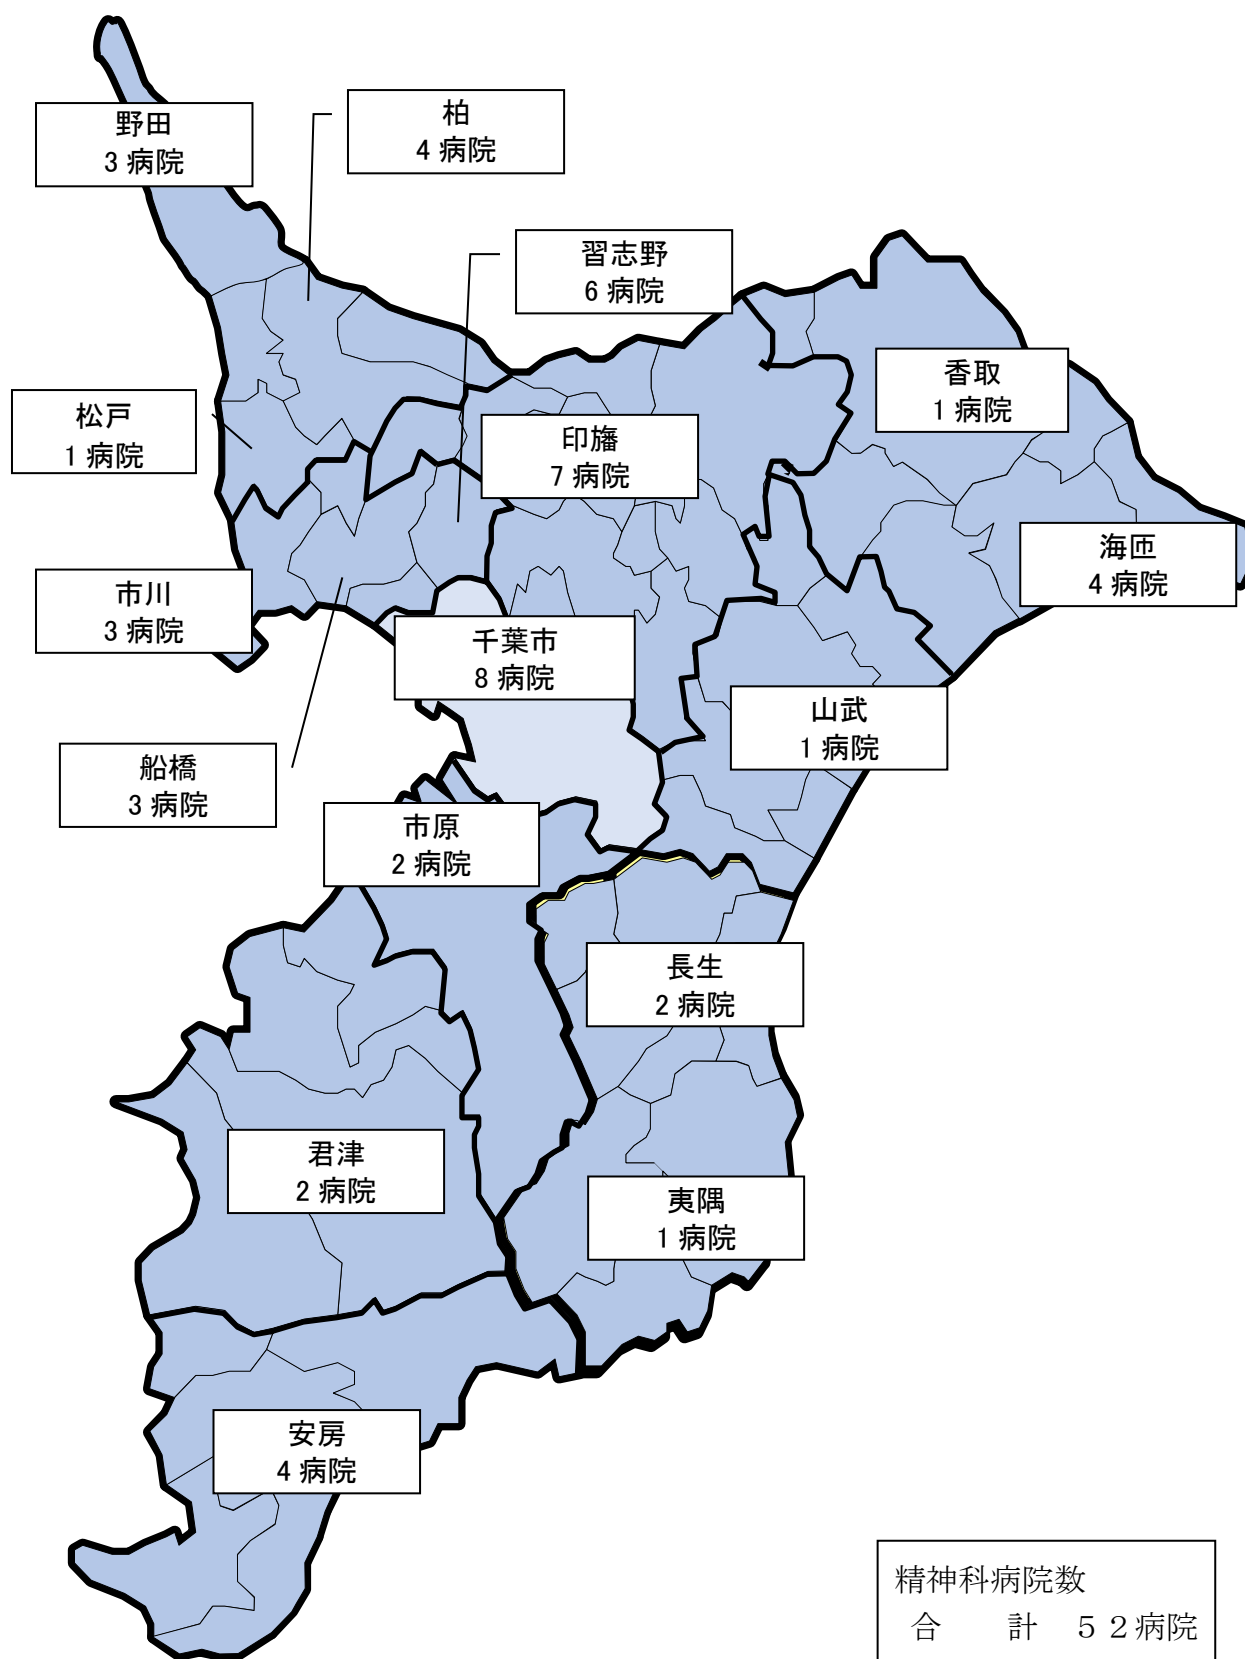 野田
3 病院
柏
4 病院
習志野
6 病院
香取
1 病院
松戸
1 病院
印旛
7 病院
海匝
4 病院
市川
3 病院
千葉市
8 病院
山武
1 病院
船橋
3 病院
市原
2 病院
長生
2 病院
君津
2 病院
夷隅
1 病院
安房
4 病院
精神科病院数
合　　計　５２病院